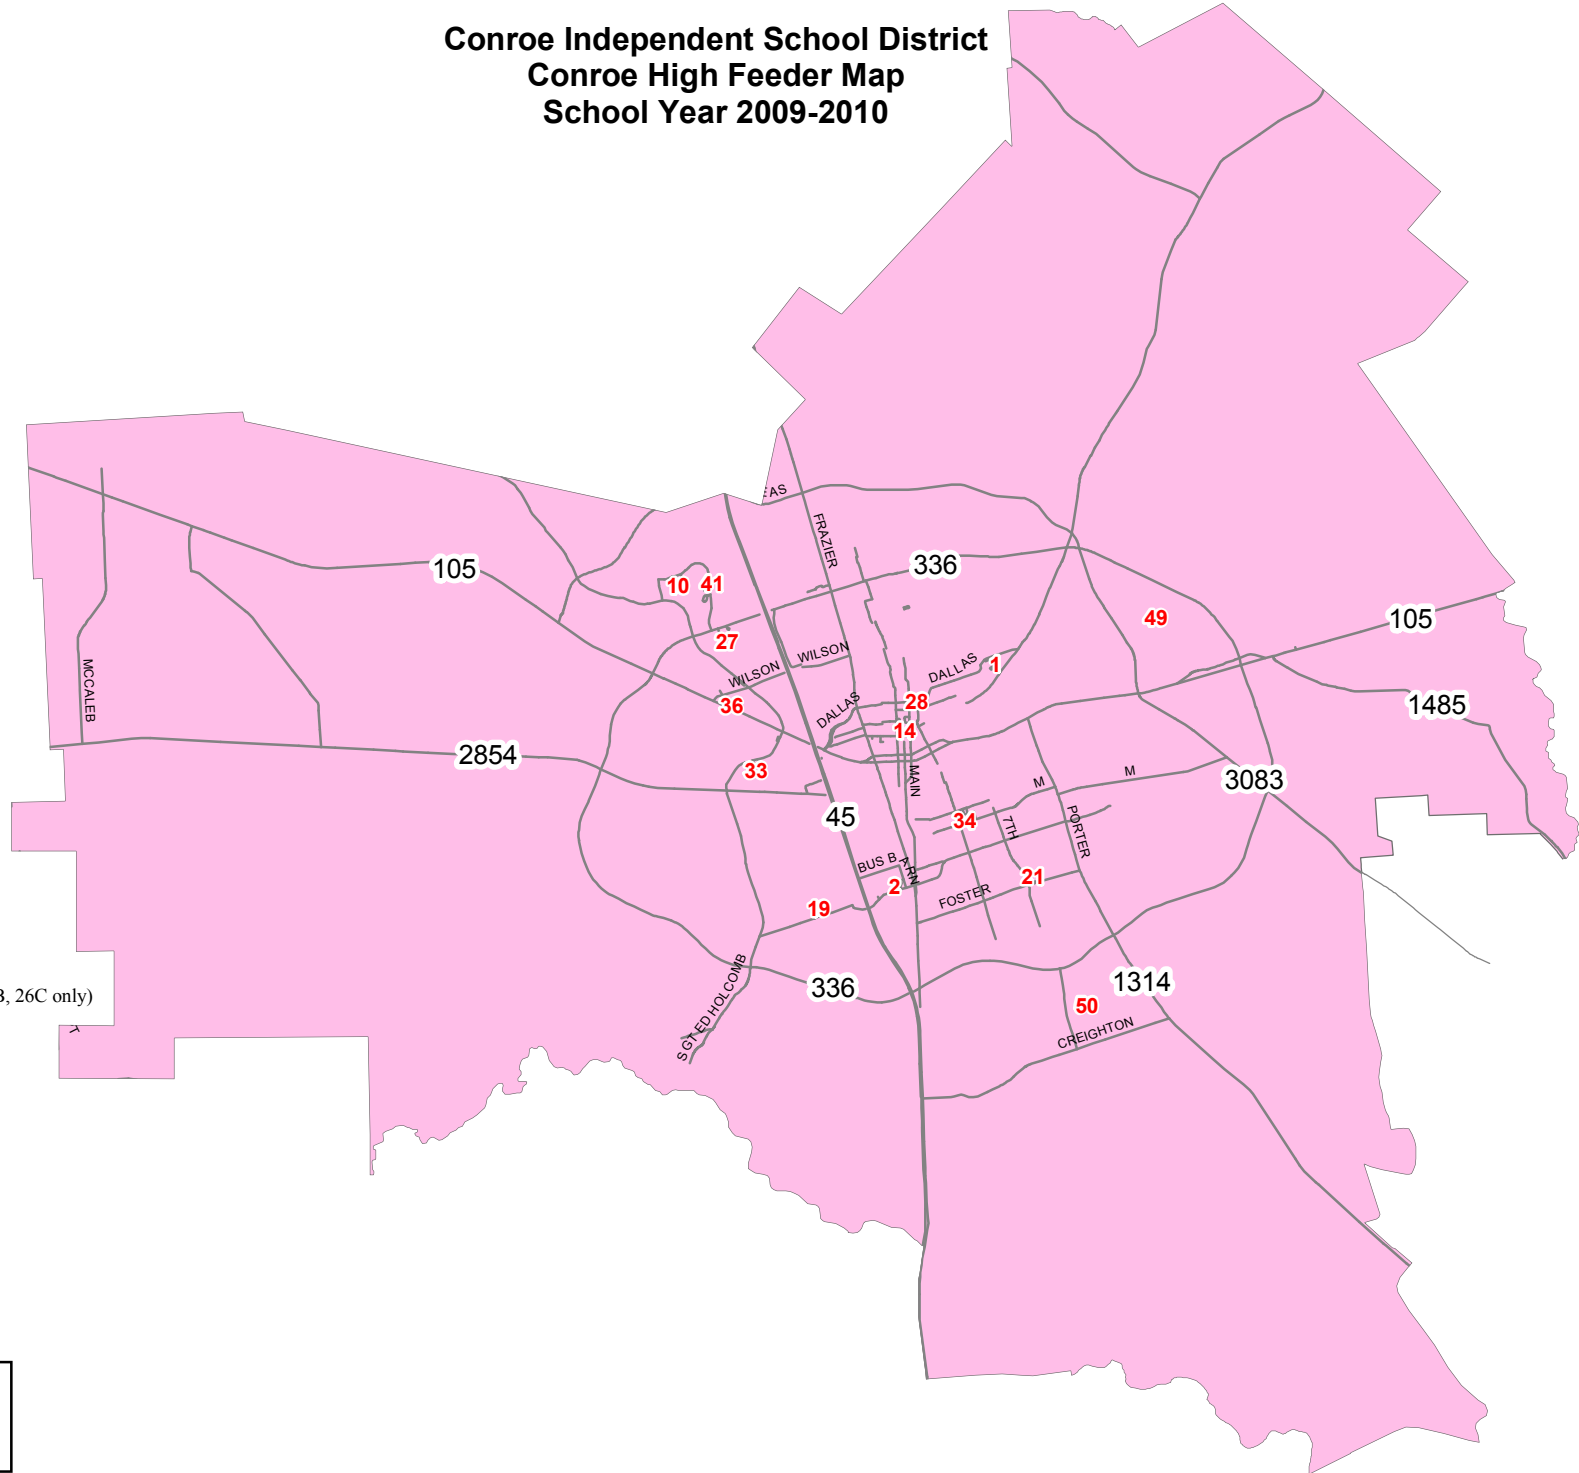 Conroe Independent School District
Conroe High Feeder Map
School Year 2009-2010
EAS
FRAZIER
105
336
10
41
49
105
27
WILSON
WILSON
DALLAS
1
MCCALEB
36
DALLAS
28
1485
14
2854
33
MAIN
M
M
3083
45
34
7TH
PORTER
BUS B
ARN
2
21
FOSTER
19
SGT ED HOLCOMB
336
1314
, 26C only)
50
T
CREIGHTON